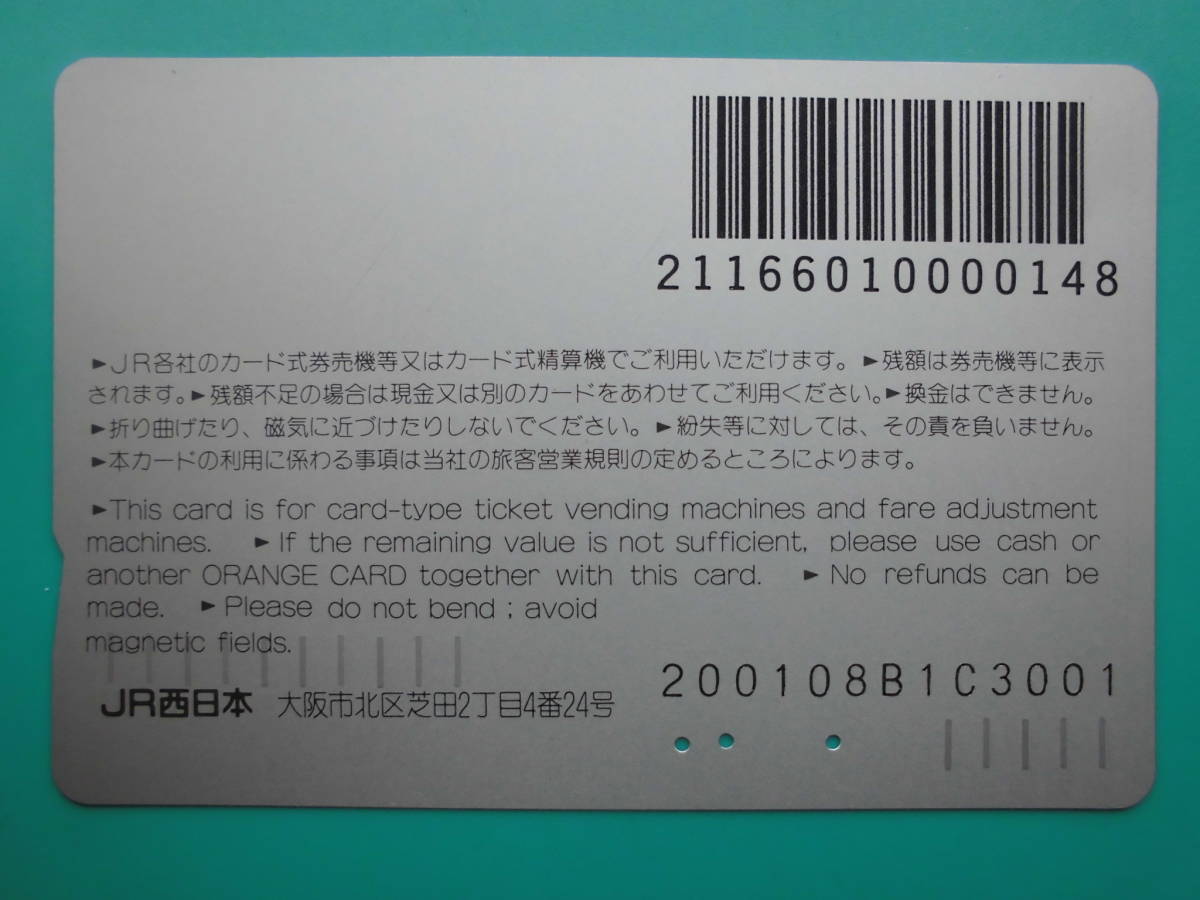 21166010000148
►JR各社のカード式券売機等又はカード式精算機でご利用いただけます。►残額は券売機等に表示
されます。►残額不足の場合は現金又は別のカードをあわせてご利用ください。►換金はできません。
►折り曲げたり、磁気に近づけたりしないでください。►紛失等に対しては、その責を負いません。
►本カードの利用に係わる事項は当社の旅客営業規則の定めるところによります。
►This card is for card-type ticket vending machines and fare adjustment
machines. ►If the remaining value is not sufficient, please use cash or
another ORANGE CARD together with this card. ►No refunds can be
made. ►Please do not bend ; avoid
magnetic fields.
200108B1C3001
JR西日本 大阪市北区芝田2丁目4番24号